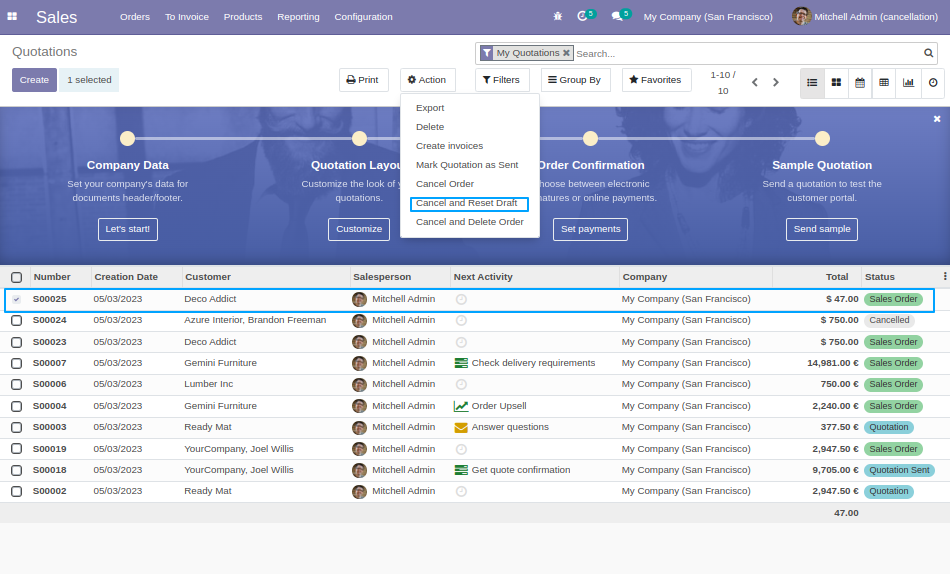 Sales Orders To Invoice Products Reporting Configuration 5 5 My Company (San Francisco) Mitchell Admin (cancellation)
Quotations
My Quotations Search...
Create 1 selected Print Action Filters Group By Favorites 1-10 /
10
Export
Delete
Create invoices
Mark Quotation as Sent
Cancel Order
Cancel and Reset Draft
Cancel and Delete Order
Company Data
Set your company's data for
documents header/footer.
Let's start!
Quotation Layou
Customize the look of y
quotations.
Customize
Order Confirmation
hoose between electronic
natures or online payments.
Set payments
Sample Quotation
Send a quotation to test the
customer portal.
Send sample
Number Creation Date Customer Salesperson Next Activity Company Total Status
S00025 05/03/2023 Deco Addict Mitchell Admin My Company (San Francisco) $ 47.00 Sales Order
S00024 05/03/2023 Azure Interior, Brandon Freeman Mitchell Admin My Company (San Francisco) $ 750.00 Cancelled
S00023 05/03/2023 Deco Addict Mitchell Admin My Company (San Francisco) $ 750.00 Sales Order
S00007 05/03/2023 Gemini Furniture Mitchell Admin Check delivery requirements My Company (San Francisco) 14,981.00 € Sales Order
S00006 05/03/2023 Lumber Inc Mitchell Admin My Company (San Francisco) 750.00 € Sales Order
S00004 05/03/2023 Gemini Furniture Mitchell Admin Order Upsell My Company (San Francisco) 2,240.00 € Sales Order
S00003 05/03/2023 Ready Mat Mitchell Admin Answer questions My Company (San Francisco) 377.50 € Quotation
S00019 05/03/2023 YourCompany, Joel Willis Mitchell Admin My Company (San Francisco) 2,947.50 € Sales Order
S00018 05/03/2023 YourCompany, Joel Willis Mitchell Admin Get quote confirmation My Company (San Francisco) 9,705.00 € Quotation Sent
S00002 05/03/2023 Ready Mat Mitchell Admin My Company (San Francisco) 2,947.50 € Quotation
47.00